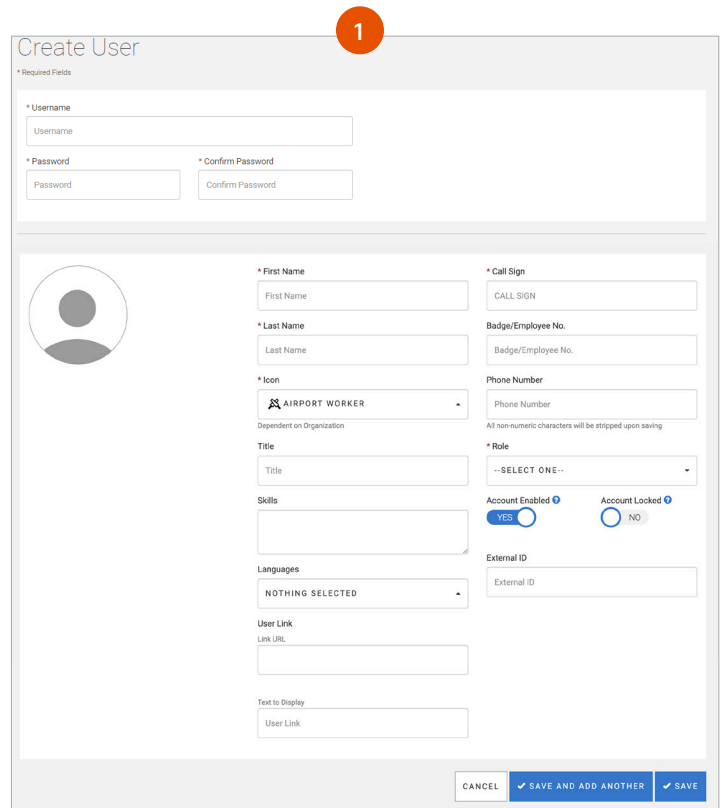 1
Create User
* Required Fields
* Username
Username
* Password * Confirm Password
Password Confirm Password
* First Name * Call Sign
First Name CALL SIGN
* Last Name Badge/Employee No.
Last Name Badge/Employee No.
* Icon Phone Number
AIRPORT WORKER Phone Number
Dependent on Organization All non-numeric characters will be stripped upon saving
Title * Role
Title --SELECT ONE--
Skills Account Enabled ? Account Locked ?
YES NO
External ID
Languages External ID
NOTHING SELECTED
User Link
Link URL
Text to Display
User Link
CANCEL ✔ SAVE AND ADD ANOTHER ✔ SAVE